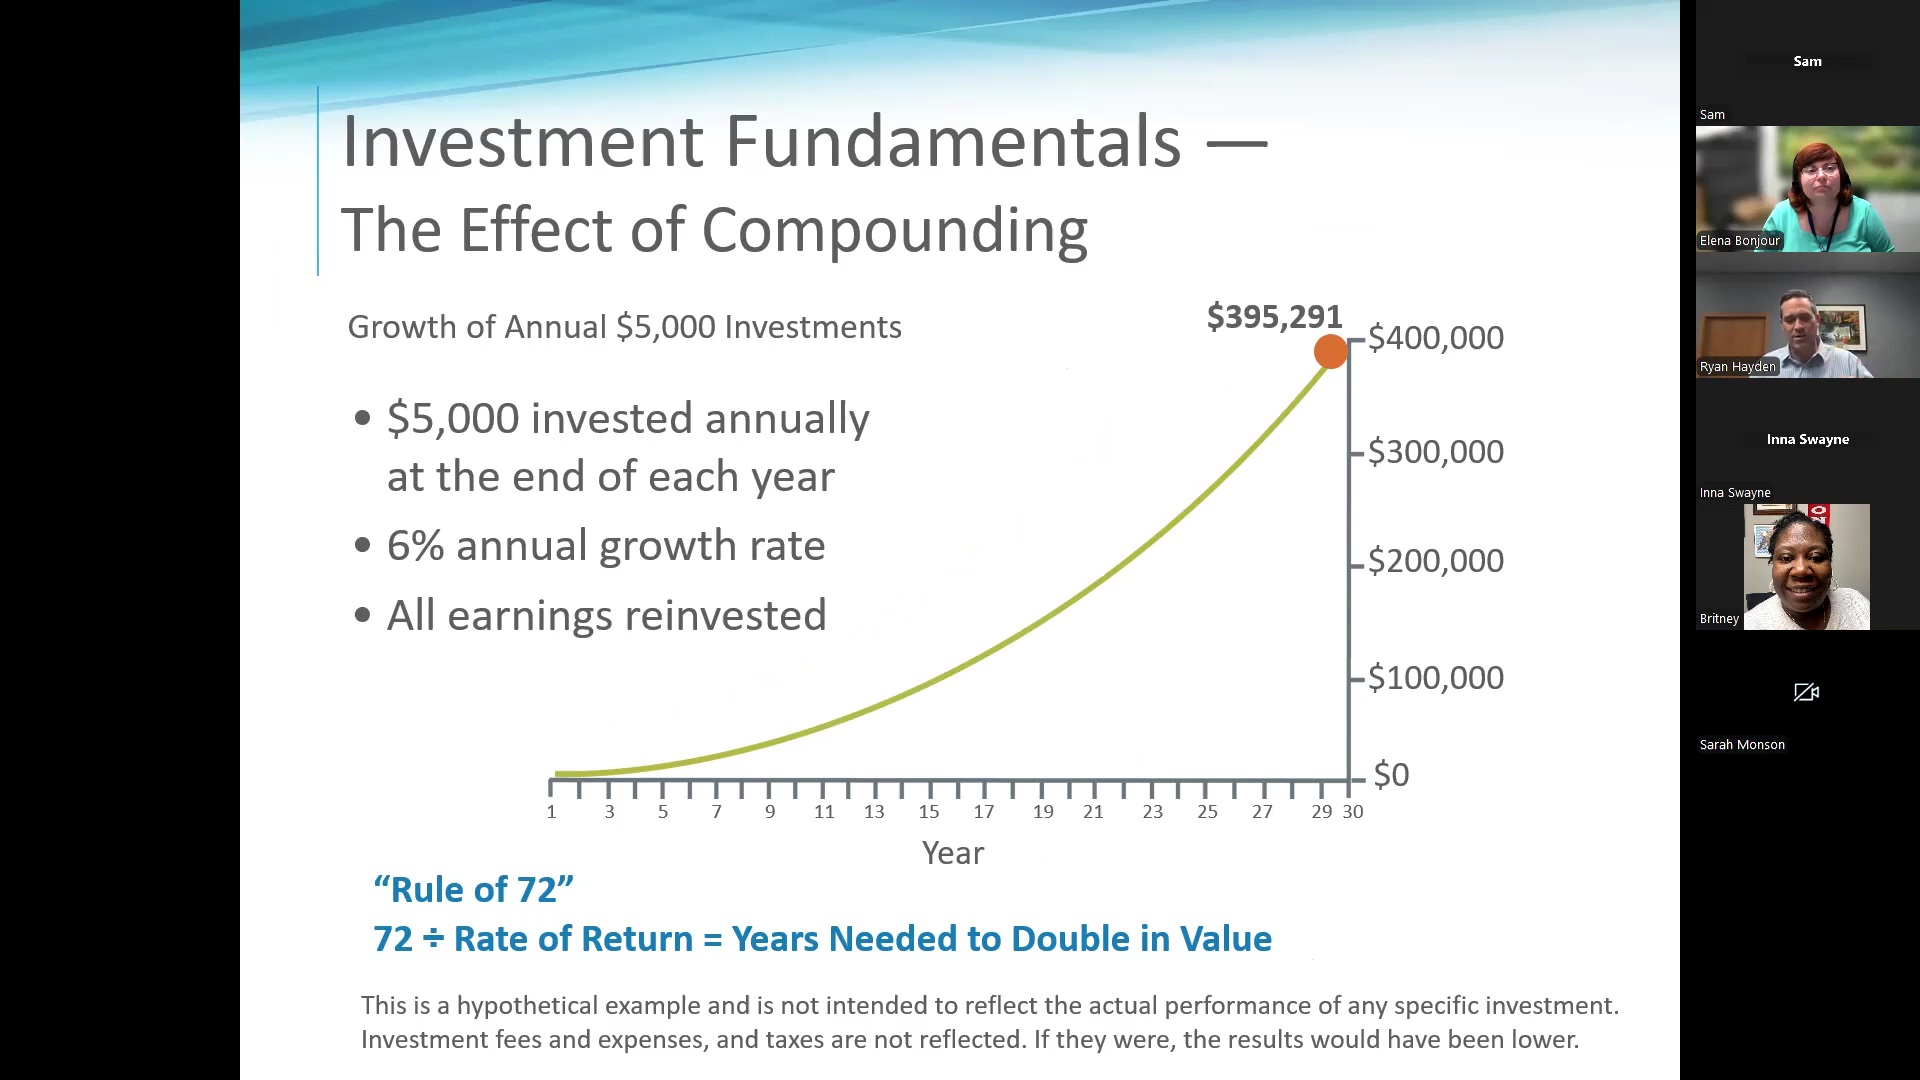 Investment Fundamentals —
The Effect of Compounding
Growth of Annual $5,000 Investments
• $5,000 invested annually
at the end of each year
• 6% annual growth rate
• All earnings reinvested
$395,291
$400,000
$300,000
$200,000
$100,000
$0
1 3 5 7 9 11 13 15 17 19 21 23 25 27 29 30
Year
“Rule of 72”
72 ÷ Rate of Return = Years Needed to Double in Value
This is a hypothetical example and is not intended to reflect the actual performance of any specific investment.
Investment fees and expenses, and taxes are not reflected. If they were, the results would have been lower.
Sam
Sam
Elena Bonjour
Ryan Hayden
Inna Swayne
Inna Swayne
Britney
Sarah Monson